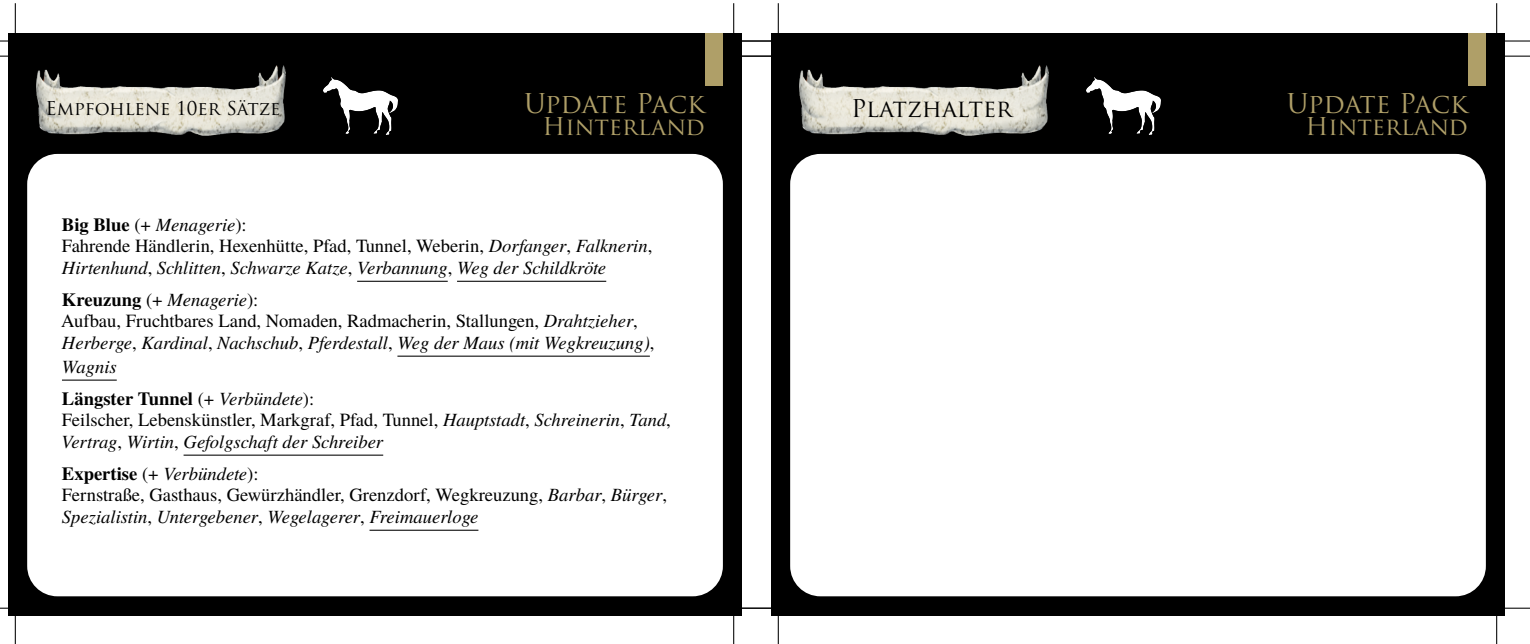 Empfohlene 10er Sätze
Update Pack
Hinterland
Big Blue (+ Menagerie):
Fahrende Händlerin, Hexenhütte, Pfad, Tunnel, Weberin, Dorfanger, Falknerin,
Hirtenhund, Schlitten, Schwarze Katze, Verbannung, Weg der Schildkröte
Kreuzung (+ Menagerie):
Aufbau, Fruchtbares Land, Nomaden, Radmacherin, Stallungen, Drahtzieher,
Herberge, Kardinal, Nachschub, Pferdestall, Weg der Maus (mit Wegkreuzung),
Wagnis
Längster Tunnel (+ Verbündete):
Feilscher, Lebenskünstler, Markgraf, Pfad, Tunnel, Hauptstadt, Schreinerin, Tand,
Vertrag, Wirtin, Gefolgschaft der Schreiber
Expertise (+ Verbündete):
Fernstraße, Gasthaus, Gewürzhändler, Grenzdorf, Wegkreuzung, Barbar, Bürger,
Spezialistin, Untergebener, Wegelagerer, Freimauerloge
Platzhalter
Update Pack
Hinterland